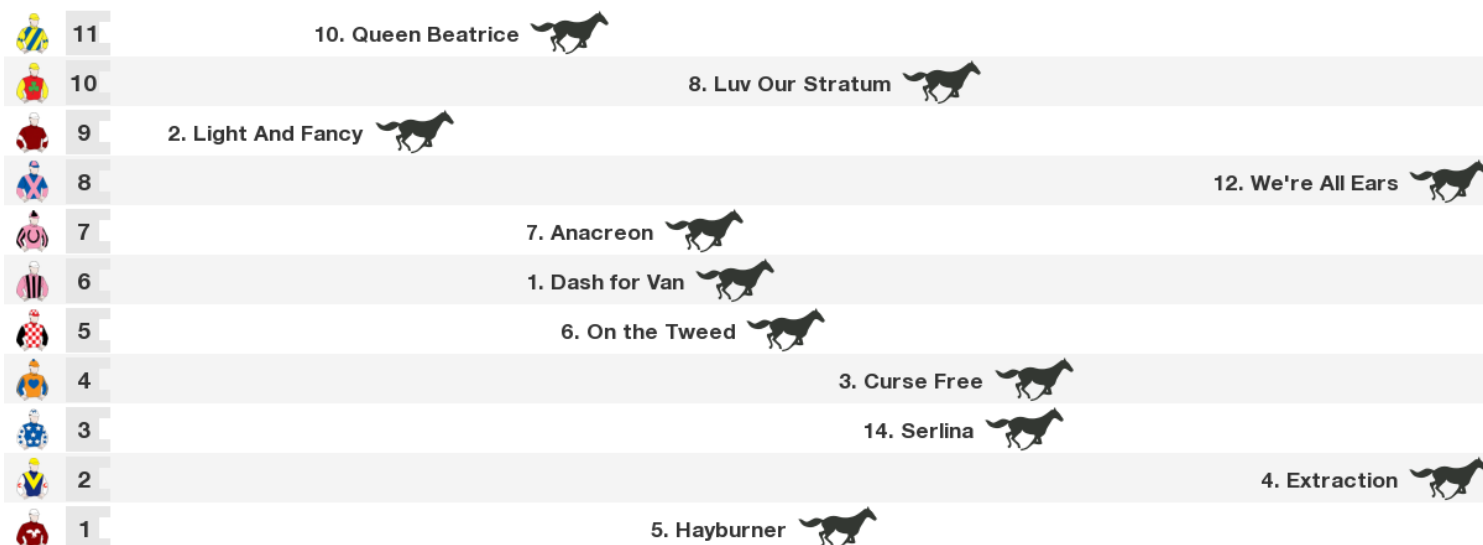 11 10. Queen Beatrice
10 8. Luv Our Stratum
9 2. Light And Fancy
8 12. We're All Ears
7 7. Anacreon
6 1. Dash for Van
5 6. On the Tweed
4 3. Curse Free
3 14. Serlina
2 4. Extraction
1 5. Hayburner